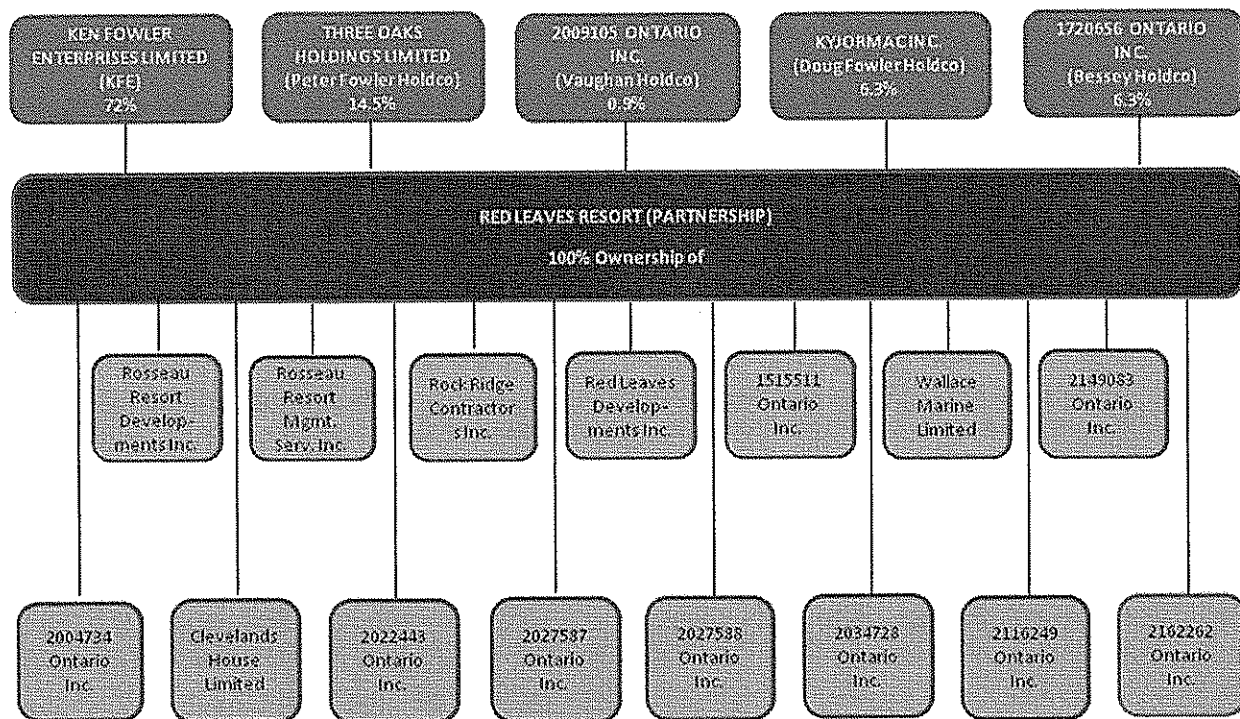 KEN FOWLER
ENTERPRISES LIMITED
(KFE)
72%
THREE OAKS
HOLDINGS LIMITED
(Peter Fowler Holdco)
14.5%
2009105 ONTARIO
INC.
(Vaughan Holdco)
0.9%
KYJORMAC INC.
(Doug Fowler Holdco)
6.3%
1720656 ONTARIO
INC.
(Bessey Holdco)
6.3%
RED LEAVES RESORT (PARTNERSHIP)
100% Ownership of
Rosseau
Resort
Develop-
ments Inc.
Rosseau
Resort
Mgmt.
Serv. Inc.
Rock Ridge
Contractor
s Inc.
Red Leaves
Develop-
ments Inc.
1515511
Ontario
Inc.
Wallace
Marine
Limited
2149083
Ontario
Inc.
2004734
Ontario
Inc.
Clevelands
House
Limited
2022443
Ontario
Inc.
2027587
Ontario
Inc.
2027588
Ontario
Inc.
2034728
Ontario
Inc.
2116249
Ontario
Inc.
2162262
Ontario
Inc.